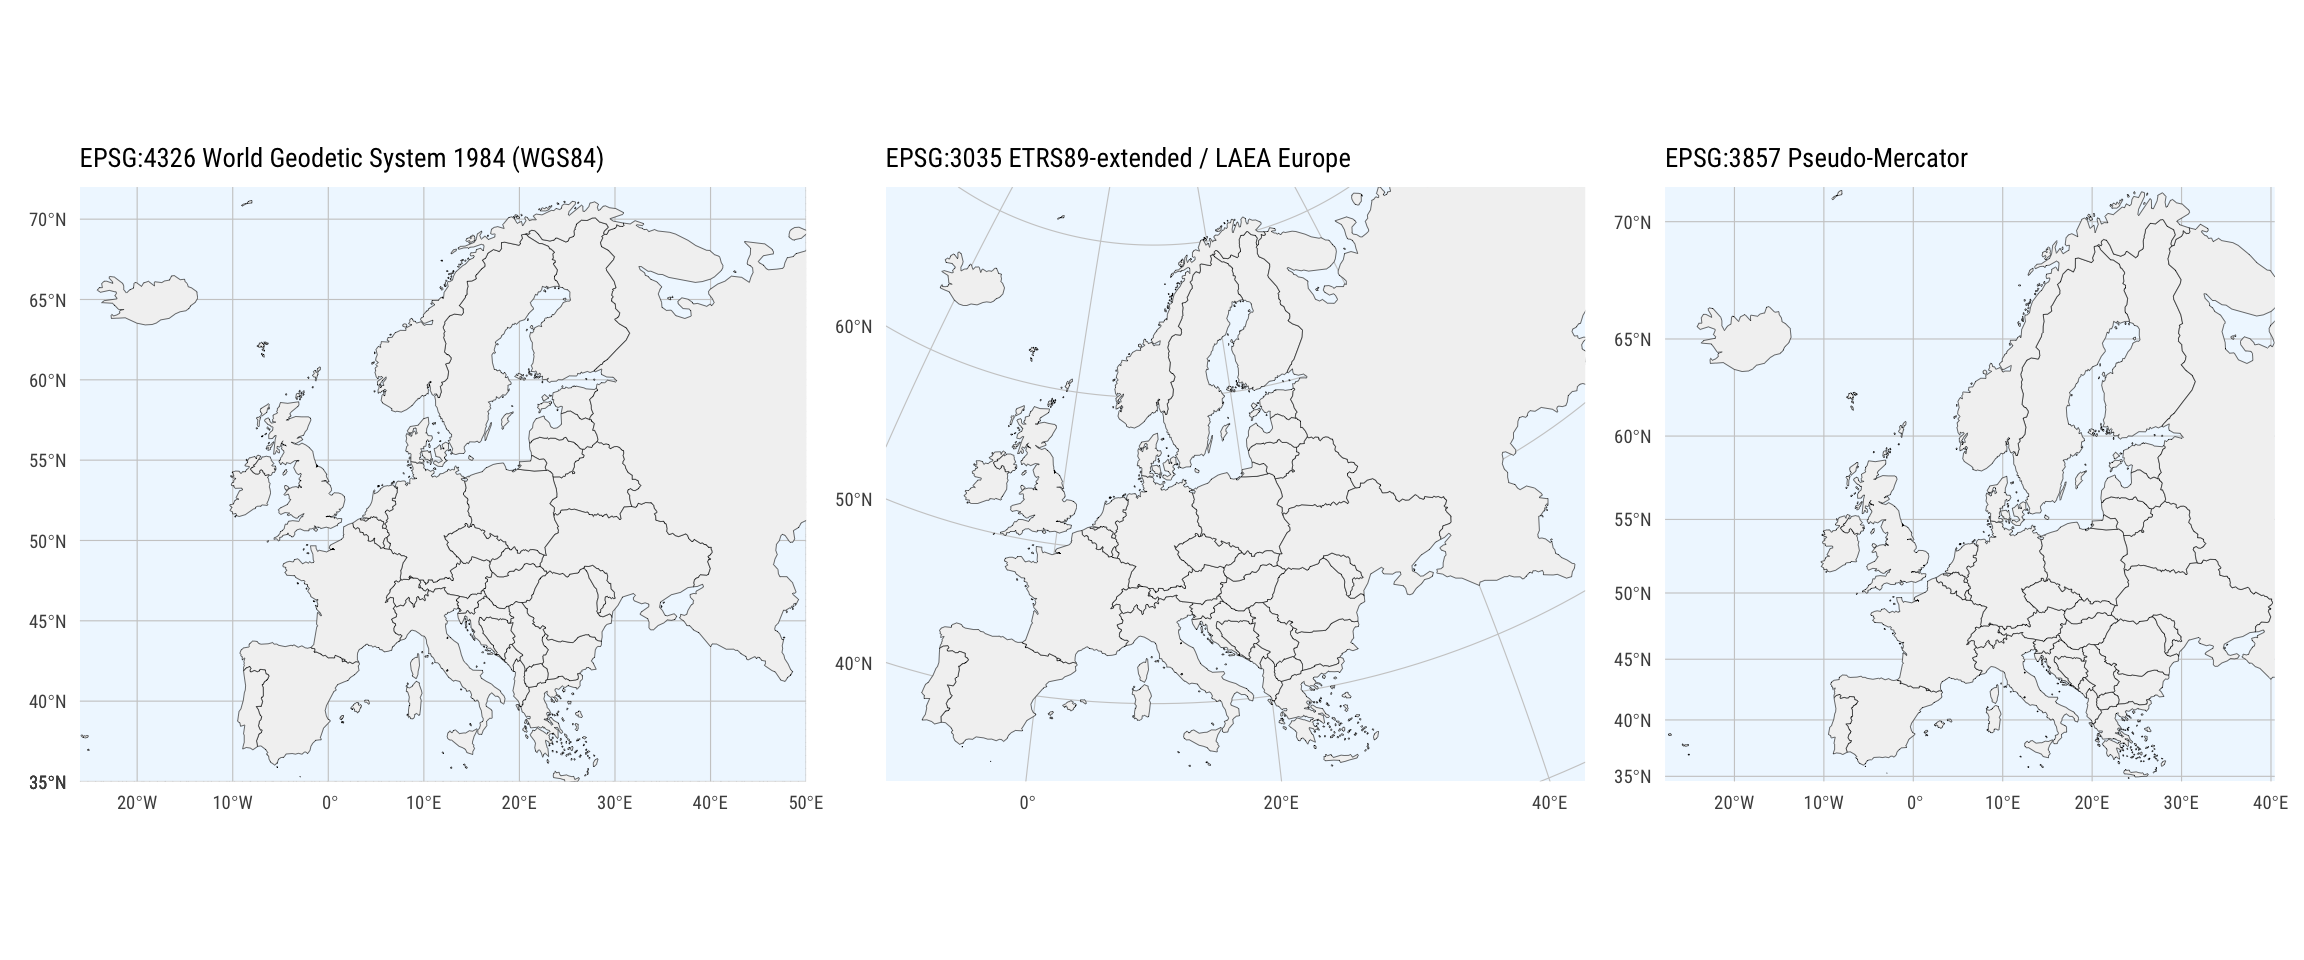 EPSG:4326 World Geodetic System 1984 (WGS84)
70°N
65°N
60°N
55°N
50°N
45°N
40°N
35°N
20°W 10°W 0° 10°E 20°E 30°E 40°E 50°E
EPSG:3035 ETRS89-extended / LAEA Europe
60°N
50°N
40°N
0° 20°E 40°E
EPSG:3857 Pseudo-Mercator
70°N
65°N
60°N
55°N
50°N
45°N
40°N
35°N
20°W 10°W 0° 10°E 20°E 30°E 40°E